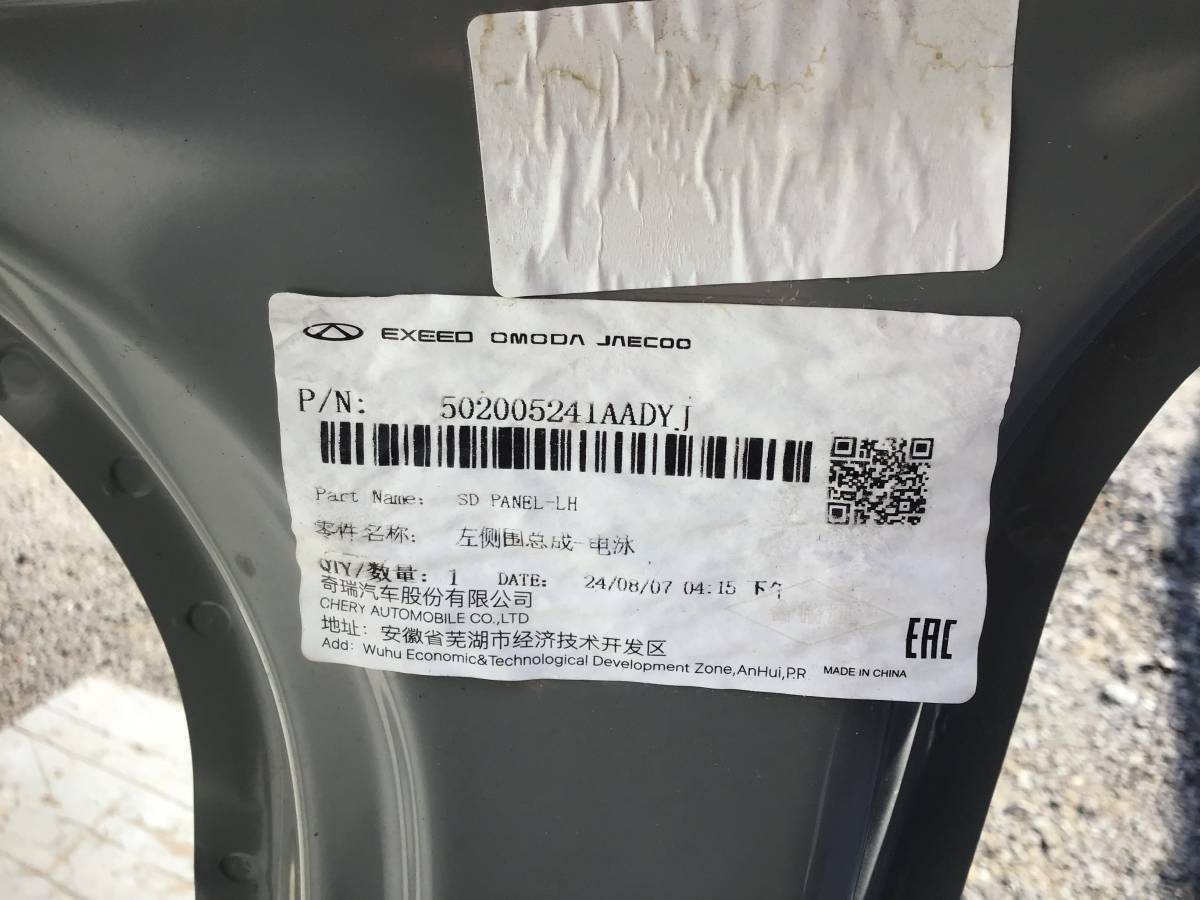 EXEED OMODA JAECOO
P/N: 502005241AADYJ
Part Name: SD PANEL-LH
零件名称: 左侧围总成-电泳
QTY/数量: 1 DATE: 24/08/07 04:15 下午
奇瑞汽车股份有限公司
CHERY AUTOMOBILE CO.,LTD
地址: 安徽省芜湖市经济技术开发区
Add: Wuhu Economic&Technological Development Zone,AnHui,P.R
MADE IN CHINA
EAC